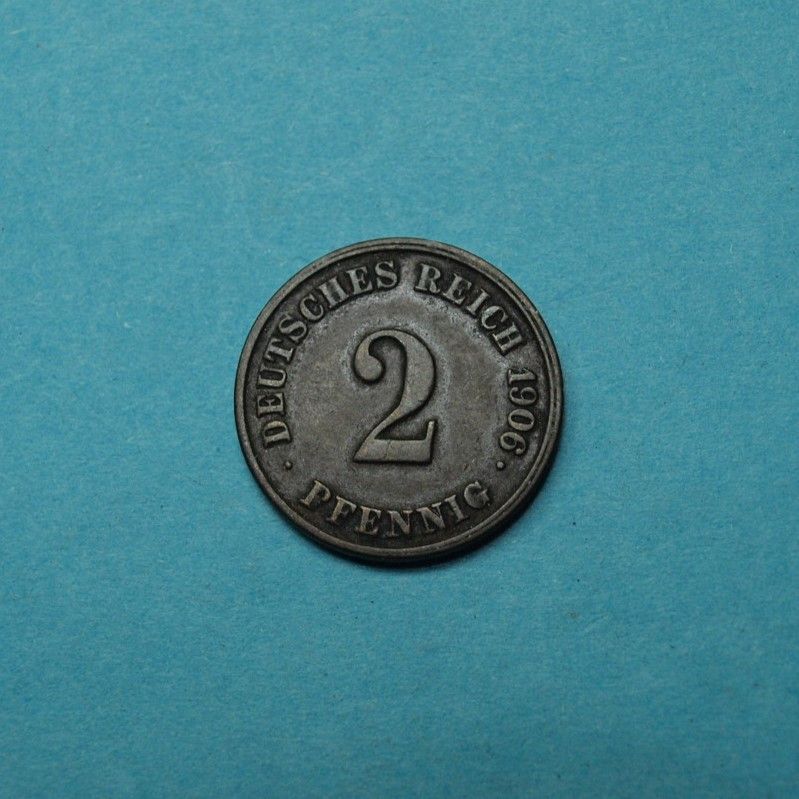 · DEUTSCHES REICH 1906 ·
2
PFENNIG